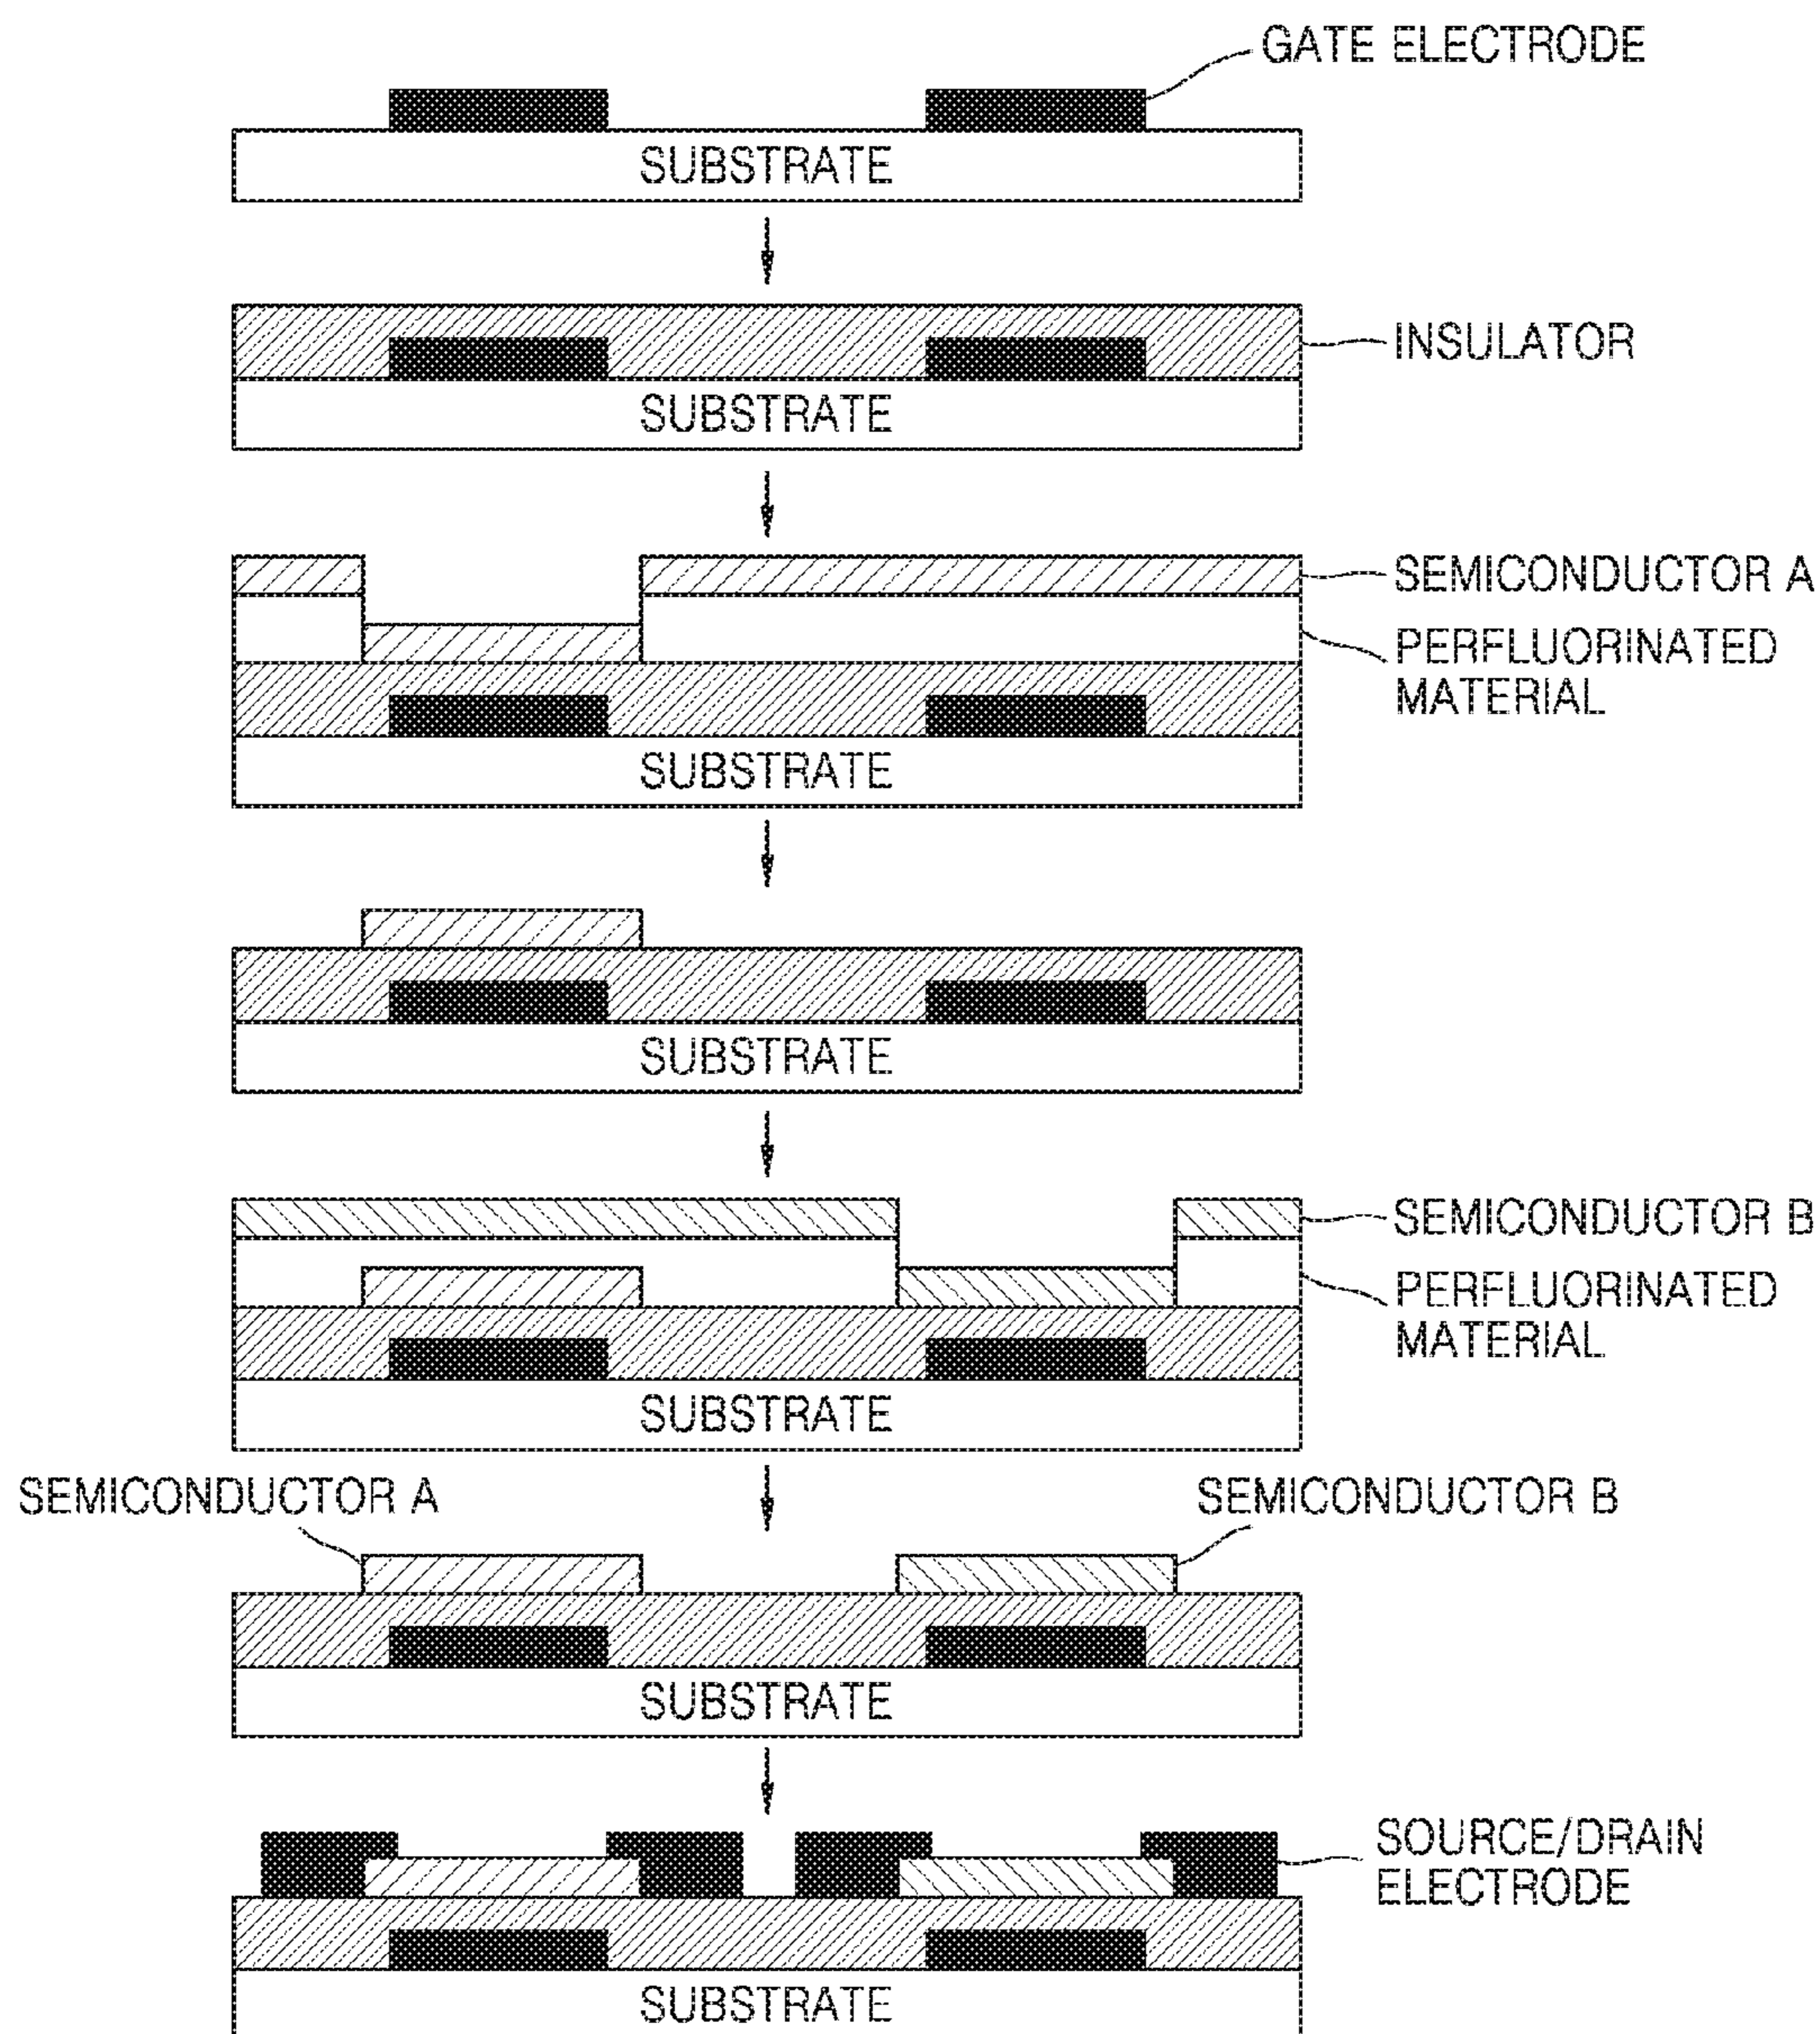 GATE ELECTRODE
SUBSTRATE
INSULATOR
SUBSTRATE
SEMICONDUCTOR A
PERFLUORINATED
MATERIAL
SUBSTRATE
SUBSTRATE
SEMICONDUCTOR B
PERFLUORINATED
MATERIAL
SUBSTRATE
SEMICONDUCTOR A
SEMICONDUCTOR B
SUBSTRATE
SOURCE/DRAIN
ELECTRODE
SUBSTRATE